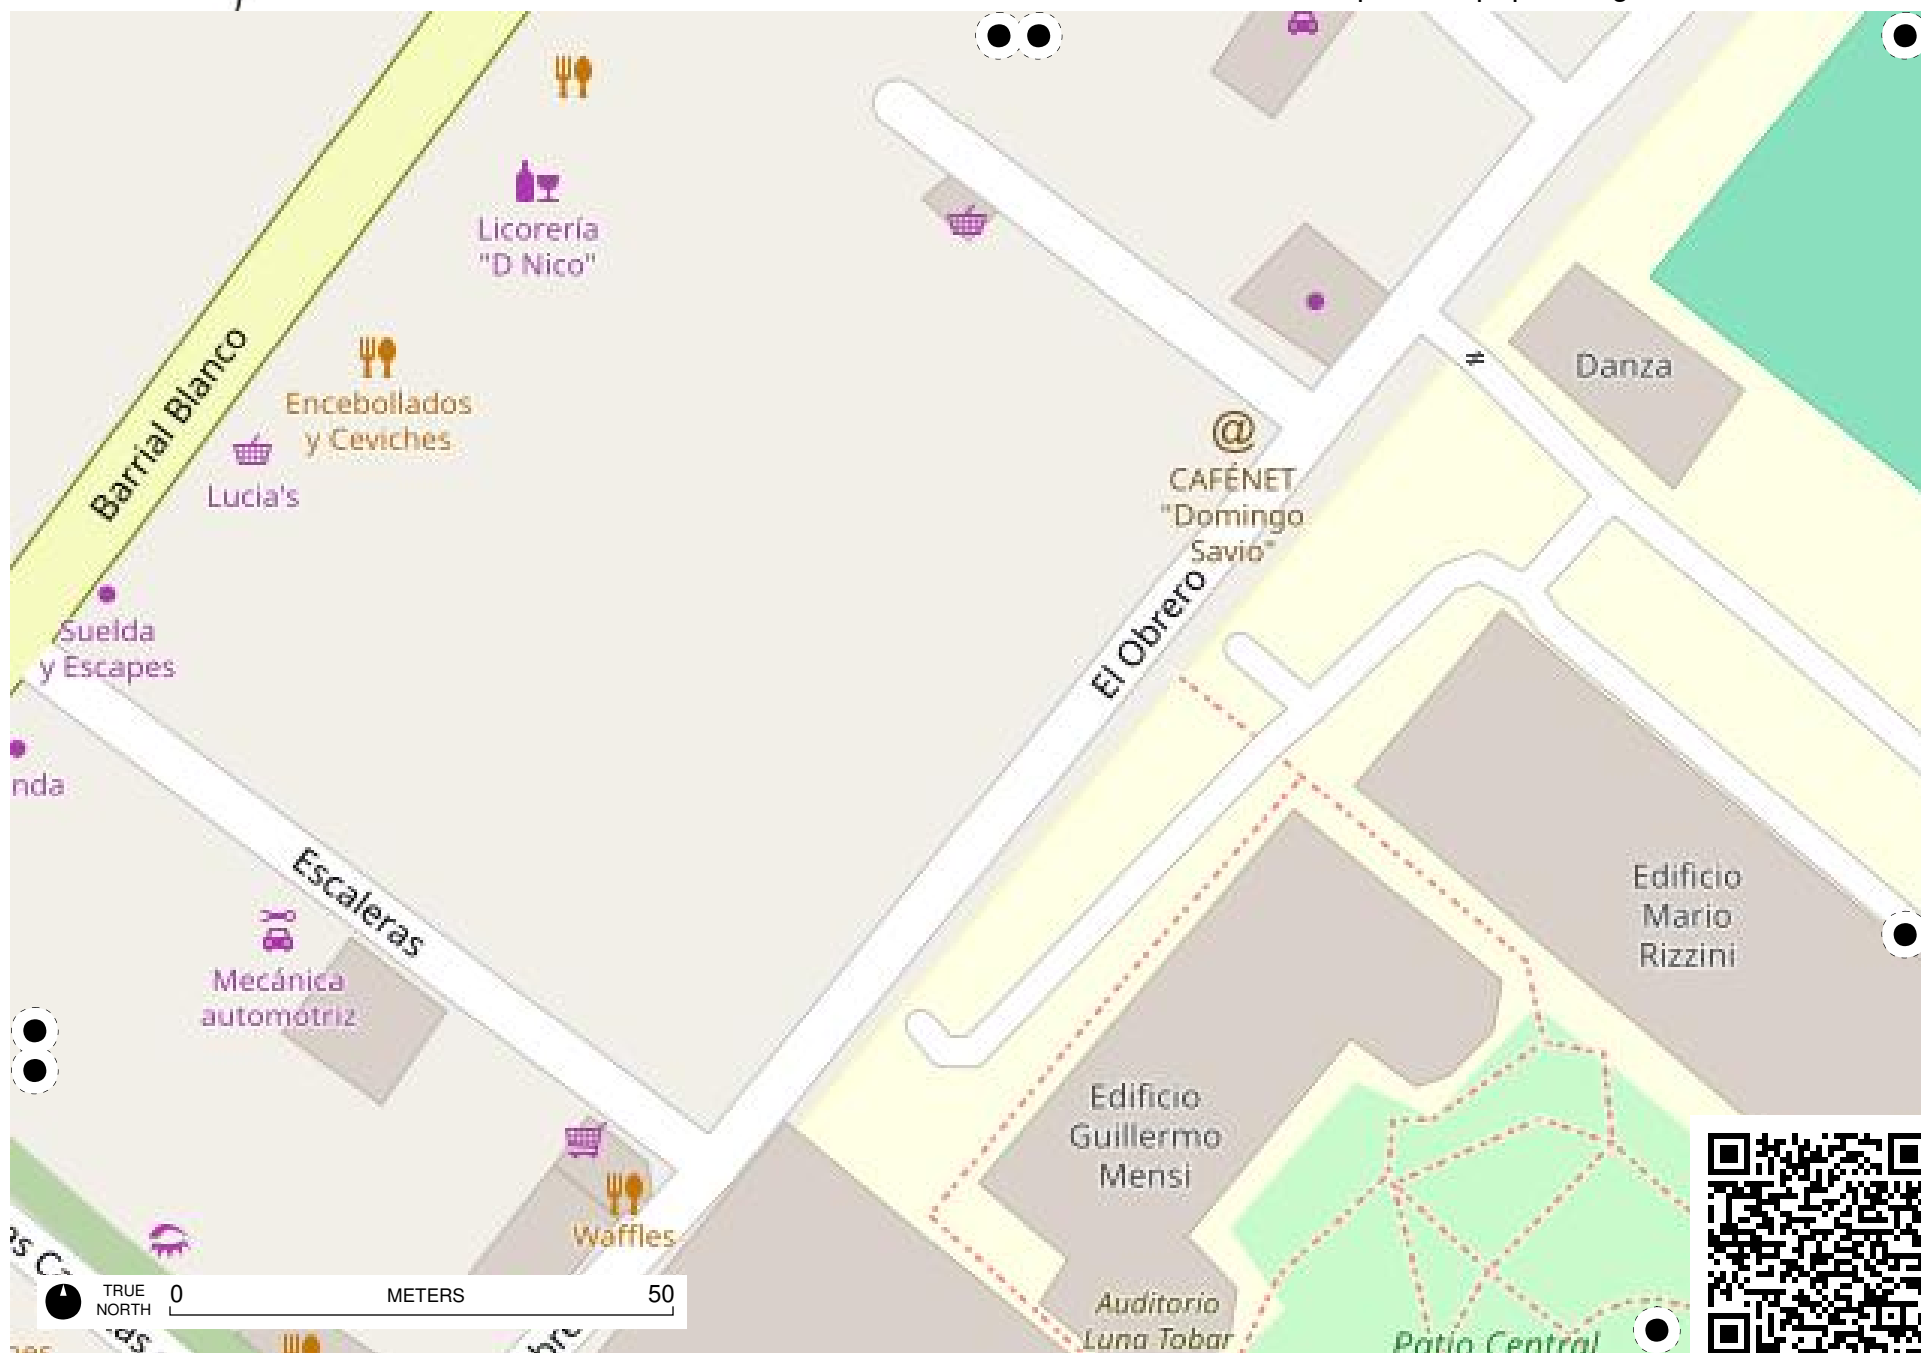 Licorería
"D Nico"
Barrial Blanco
Encebollados
y Ceviches
Lucia's
Danza
@
CAFÉNET
"Domingo
Savio"
El Obrero
Suelda
y Escapes
nda
Escaleras
Mecánica
automotriz
Edificio
Mario
Rizzini
Edificio
Guillermo
Mensi
Waffles
TRUE
NORTH
0 METERS 50
Auditorio
Luna Tobar
Patio Central